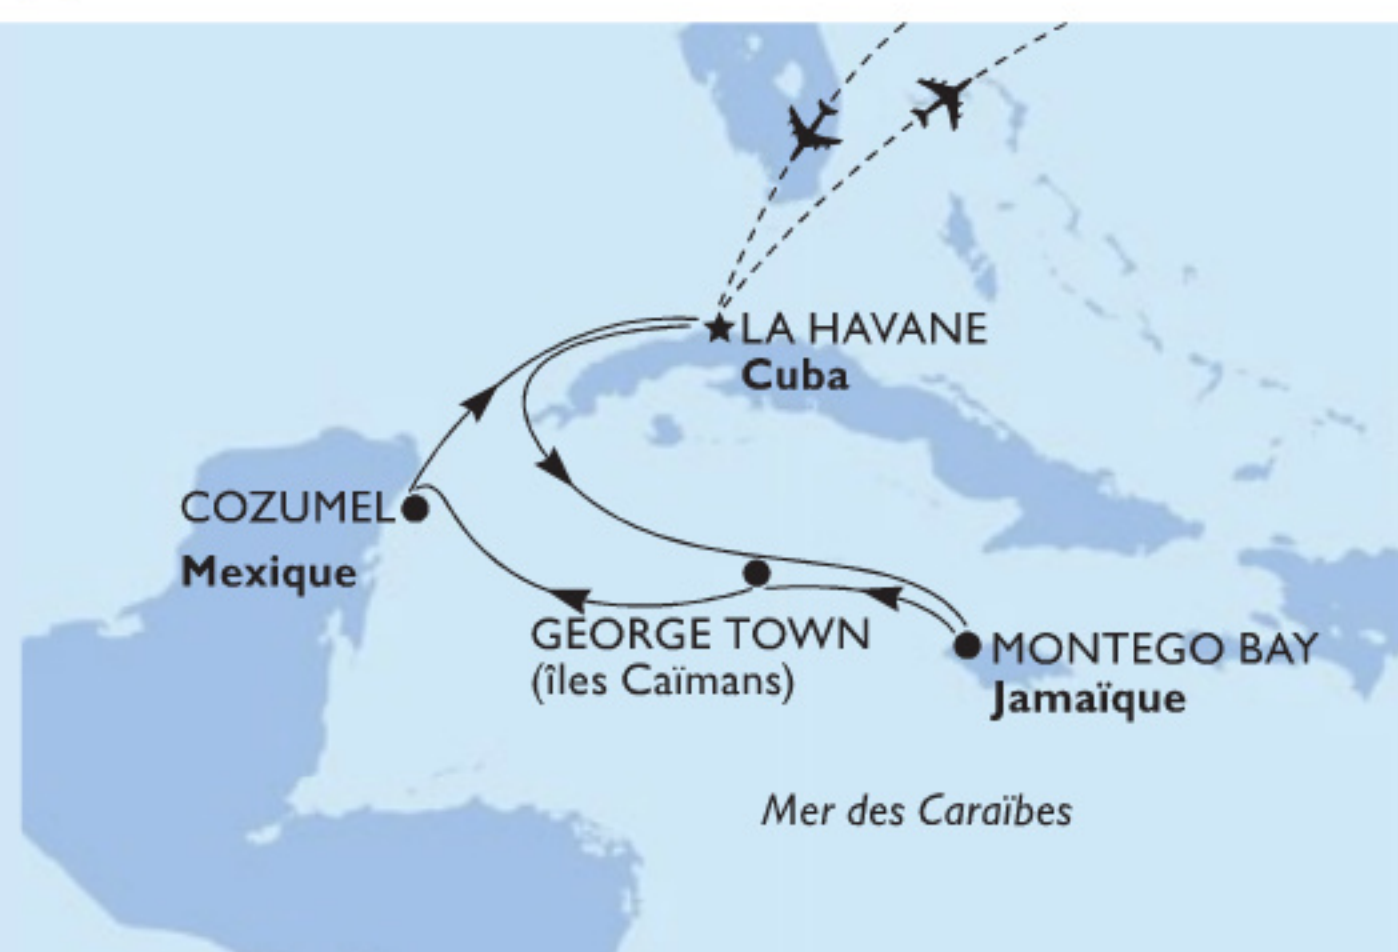 LA HAVANE
Cuba
COZUMEL
Mexique
GEORGE TOWN
(îles Caïmans)
MONTEGO BAY
Jamaïque
Mer des Caraïbes